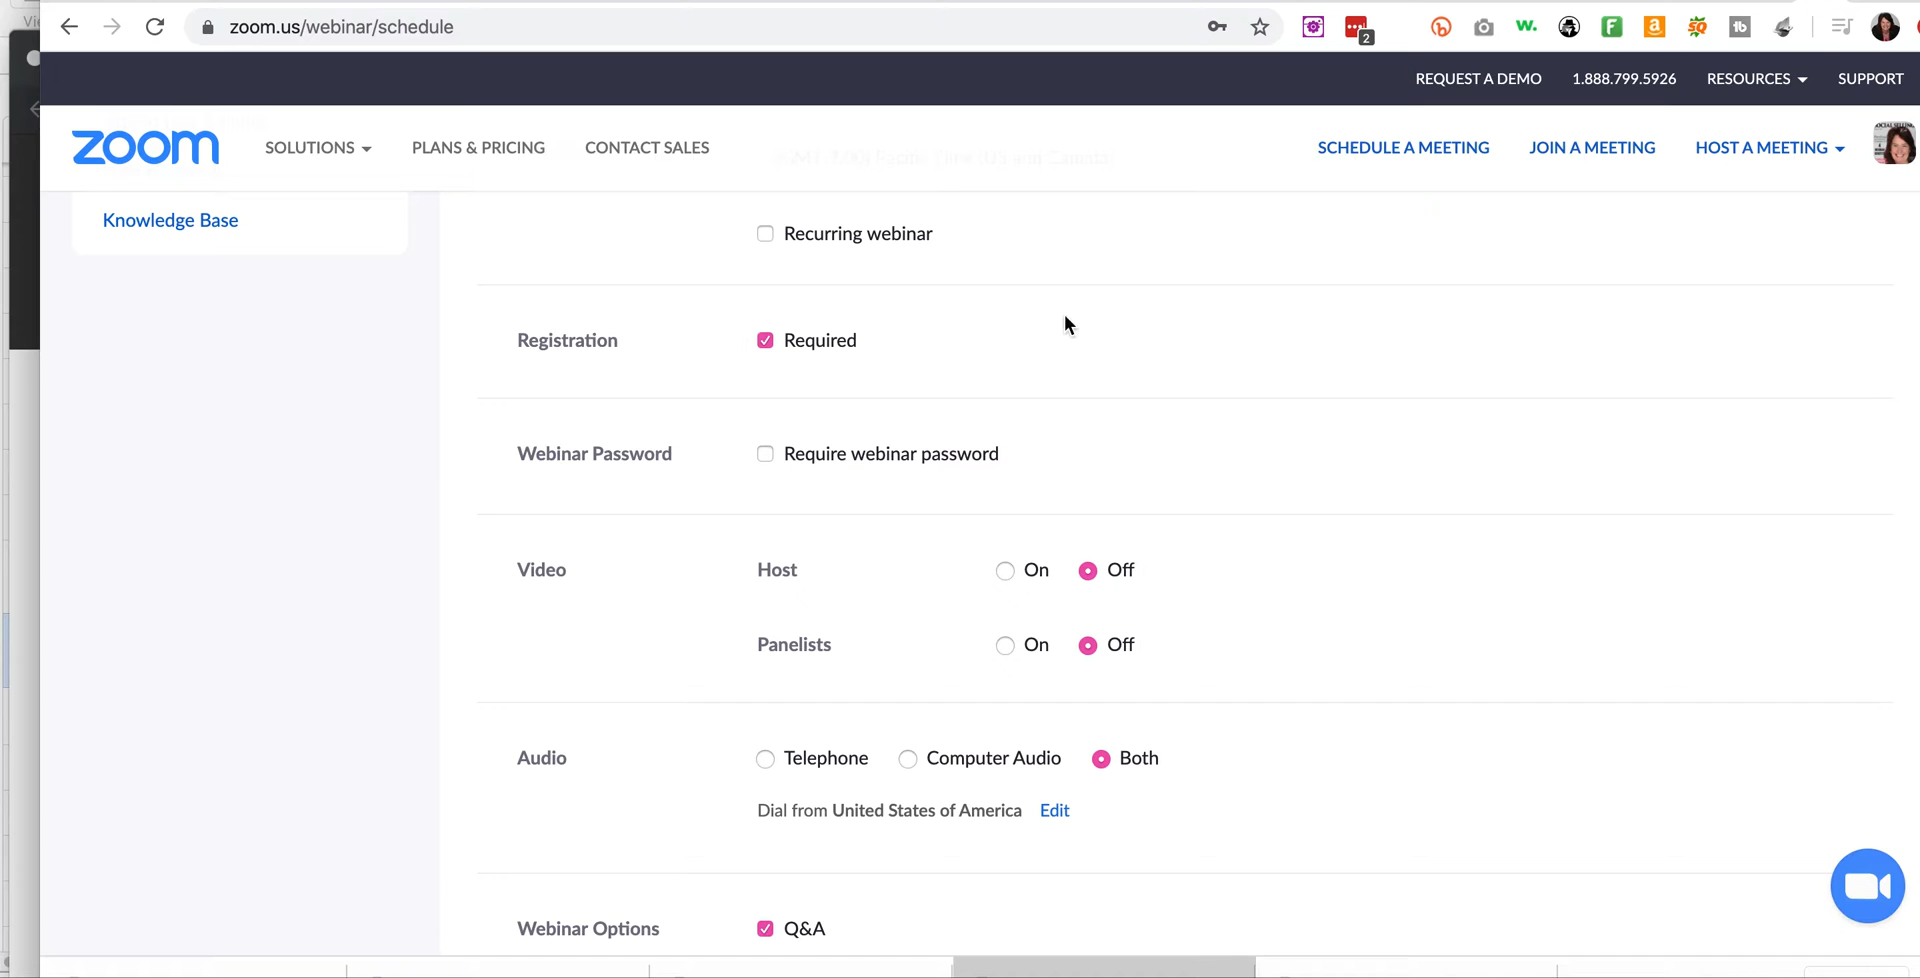 zoom.us/webinar/schedule
2
REQUEST A DEMO 1.888.799.5926 RESOURCES SUPPORT
zoom SOLUTIONS PLANS & PRICING CONTACT SALES SCHEDULE A MEETING JOIN A MEETING HOST A MEETING
Knowledge Base
Recurring webinar
Registration Required
Webinar Password Require webinar password
Video Host On Off
Panelists On Off
Audio Telephone Computer Audio Both
Dial from United States of America Edit
Webinar Options Q&A